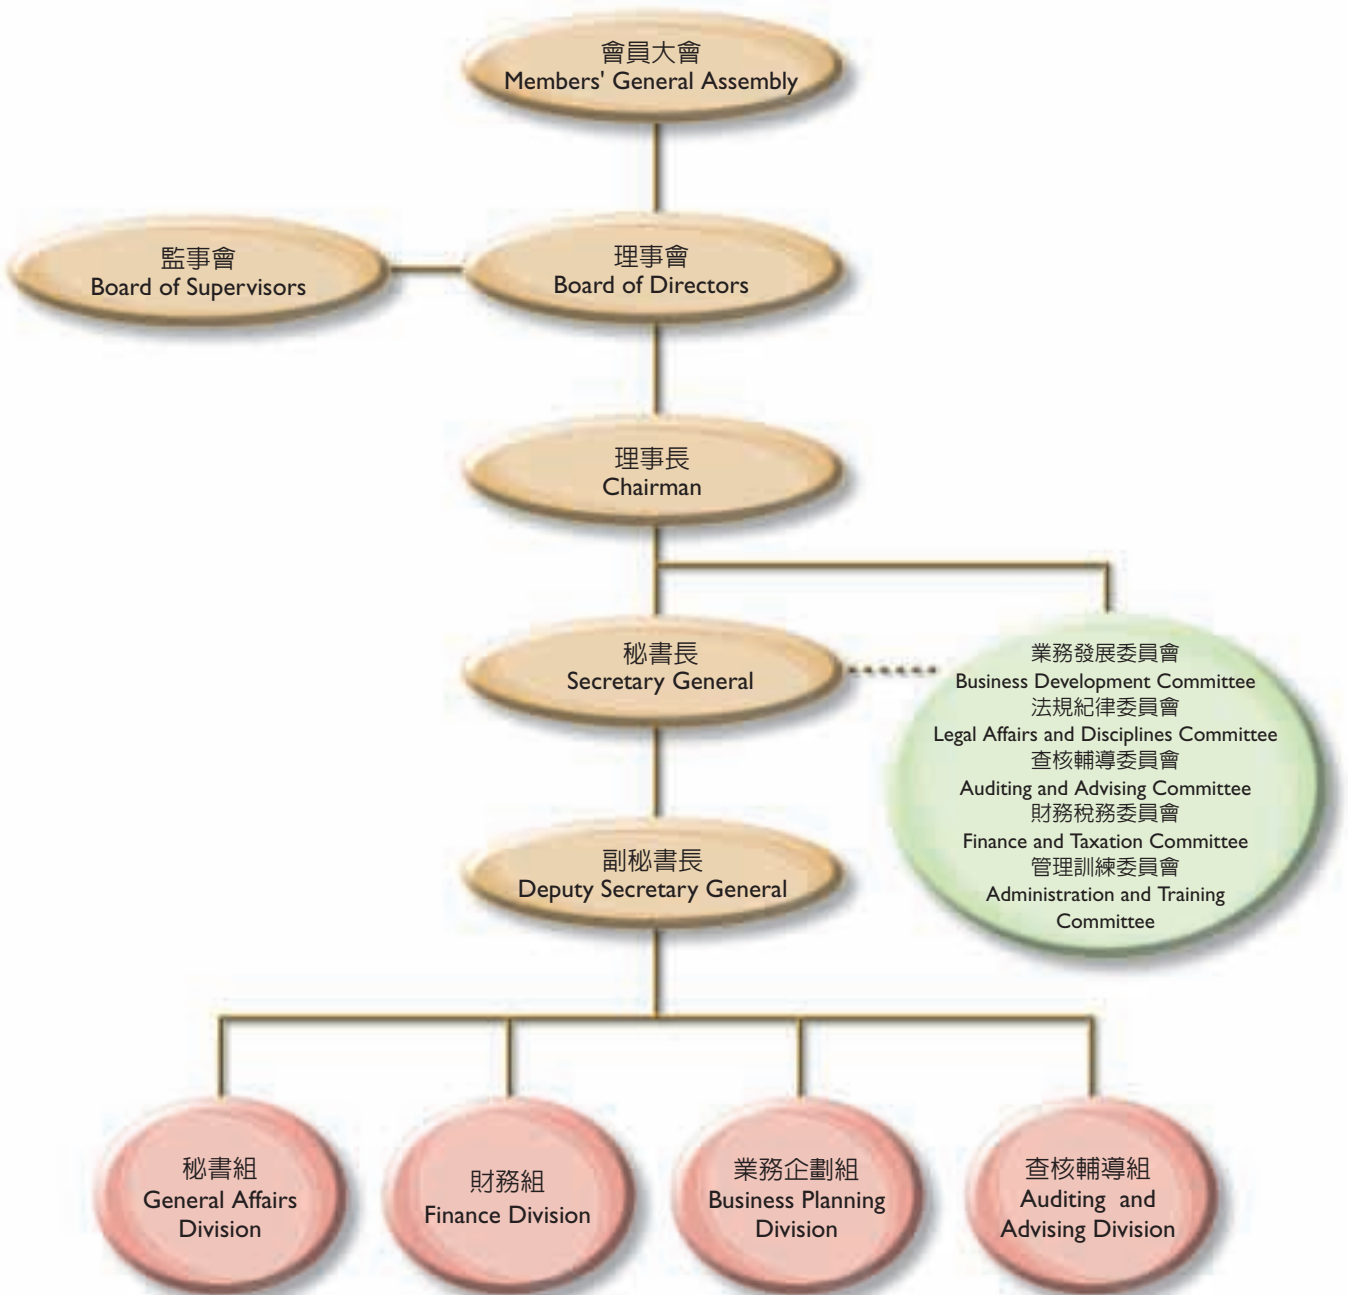 會員大會
Members' General Assembly
監事會
Board of Supervisors
理事會
Board of Directors
理事長
Chairman
秘書長
Secretary General
業務發展委員會
Business Development Committee
法規紀律委員會
Legal Affairs and Disciplines Committee
查核輔導委員會
Auditing and Advising Committee
財務稅務委員會
Finance and Taxation Committee
管理訓練委員會
Administration and Training
Committee
副秘書長
Deputy Secretary General
秘書組
General Affairs
Division
財務組
Finance Division
業務企劃組
Business Planning
Division
查核輔導組
Auditing and
Advising Division